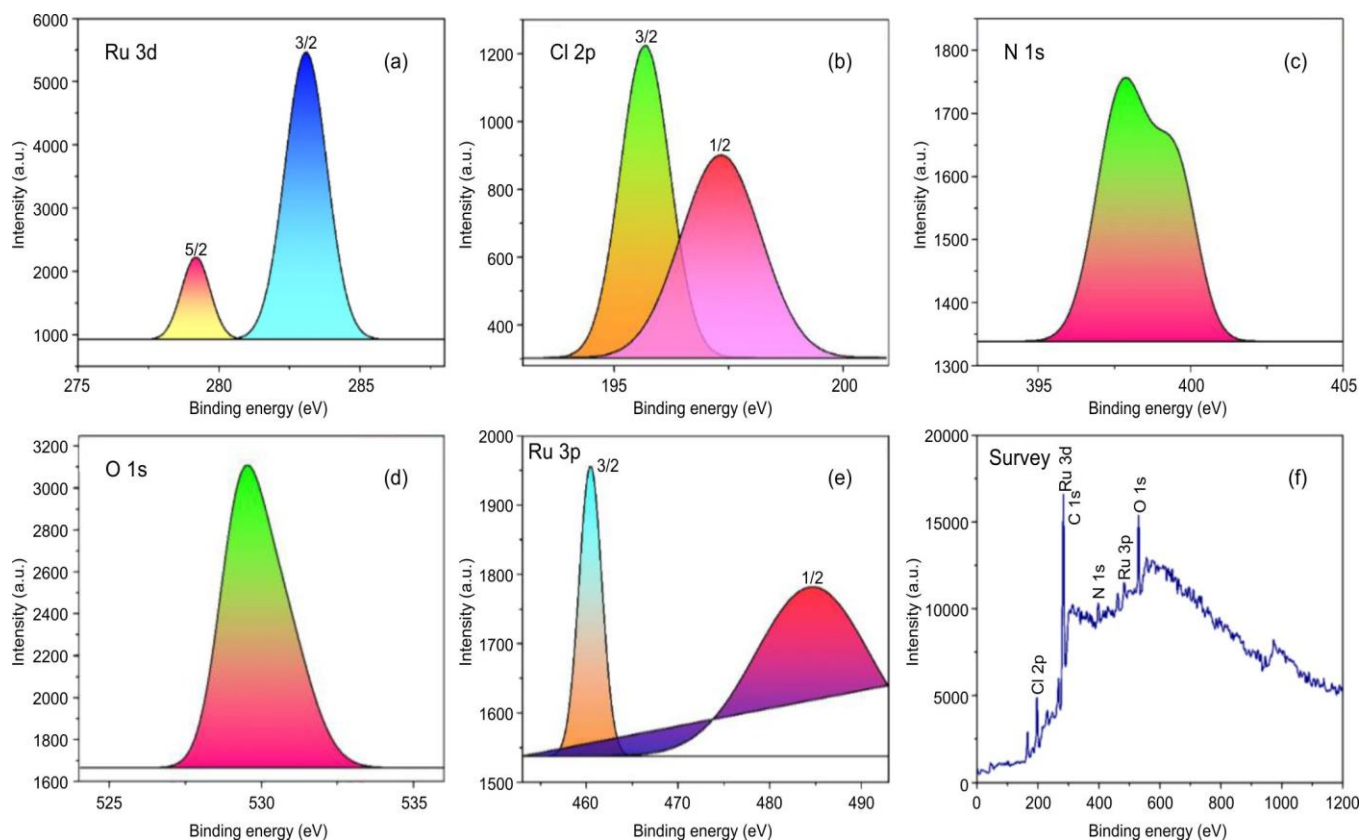 Ru 3d
(a)
3/2
5/2
Intensity (a.u.)
6000
5000
4000
3000
2000
1000
275 280 285
Binding energy (eV)
Cl 2p
(b)
3/2
1/2
Intensity (a.u.)
1200
1000
800
600
400
195 200
Binding energy (eV)
N 1s
(c)
Intensity (a.u.)
1800
1700
1600
1500
1400
1300
395 400 405
Binding energy (eV)
O 1s
(d)
Intensity (a.u.)
3200
3000
2800
2600
2400
2200
2000
1800
1600
525 530 535
Binding energy (eV)
Ru 3p
(e)
3/2
1/2
Intensity (a.u.)
2000
1900
1800
1700
1600
1500
460 470 480 490
Binding energy (eV)
Survey
(f)
Cl 2p
Ru 3d
C 1s
N 1s
Ru 3p
O 1s
Intensity (a.u.)
20000
15000
10000
5000
0
0 200 400 600 800 1000 1200
Binding energy (eV)